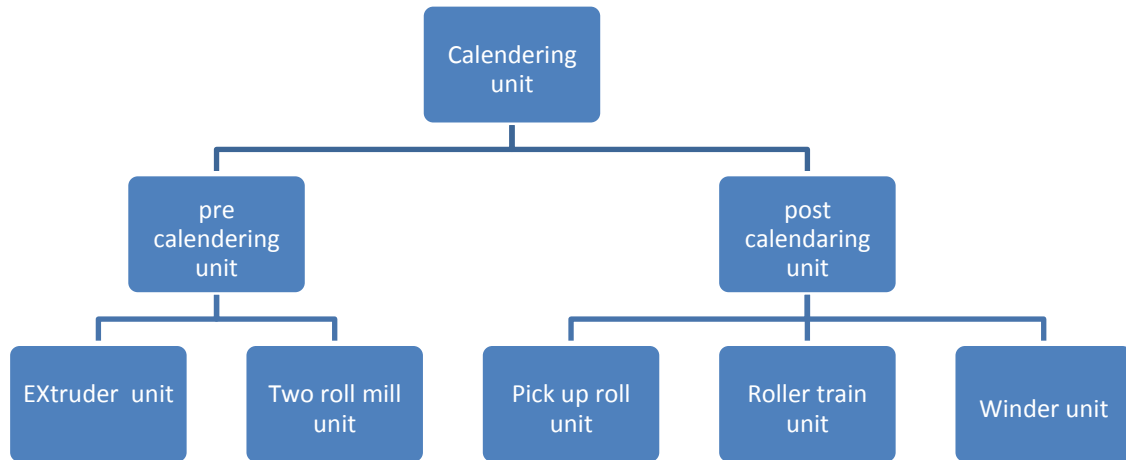 Calendering
unit
pre
calendering
unit
post
calendaring
unit
EXtruder  unit
Two roll mill
unit
Pick up roll
unit
Roller train
unit
Winder unit